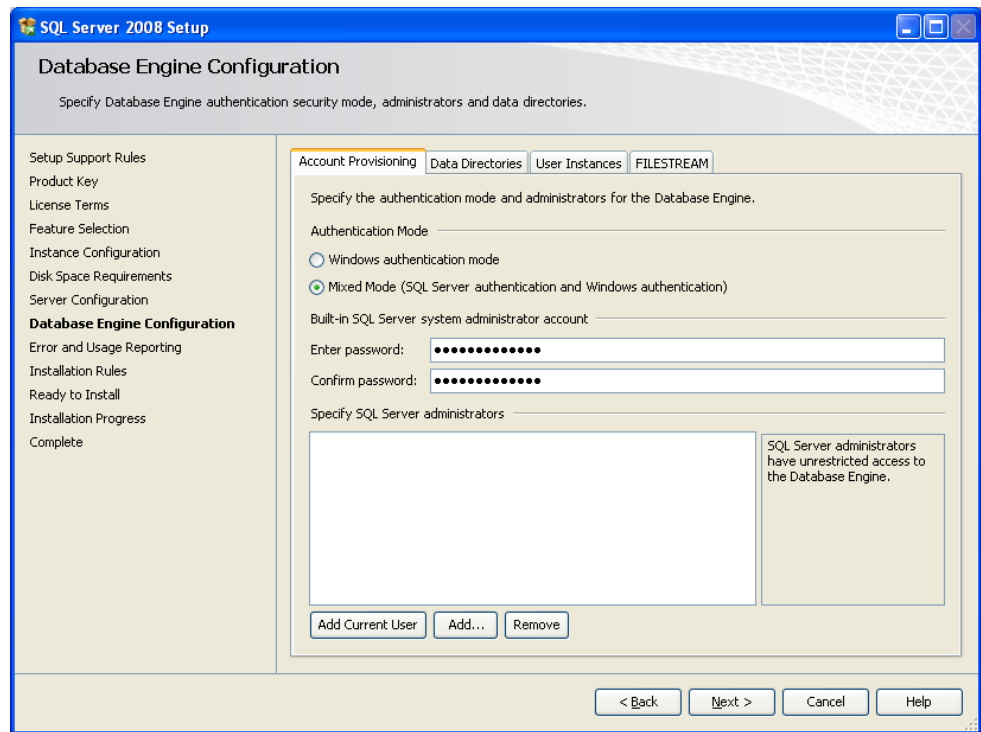 SQL Server 2008 Setup
Database Engine Configuration
Specify Database Engine authentication security mode, administrators and data directories.
Setup Support Rules
Product Key
License Terms
Feature Selection
Instance Configuration
Disk Space Requirements
Server Configuration
Database Engine Configuration
Error and Usage Reporting
Installation Rules
Ready to Install
Installation Progress
Complete
Account Provisioning Data Directories User Instances FILESTREAM
Specify the authentication mode and administrators for the Database Engine.
Authentication Mode
Windows authentication mode
Mixed Mode (SQL Server authentication and Windows authentication)
Built-in SQL Server system administrator account
Enter password: ●●●●●●●●●●●●●
Confirm password: ●●●●●●●●●●●●●
Specify SQL Server administrators
SQL Server administrators
have unrestricted access to
the Database Engine.
Add Current User Add... Remove
< Back Next > Cancel Help